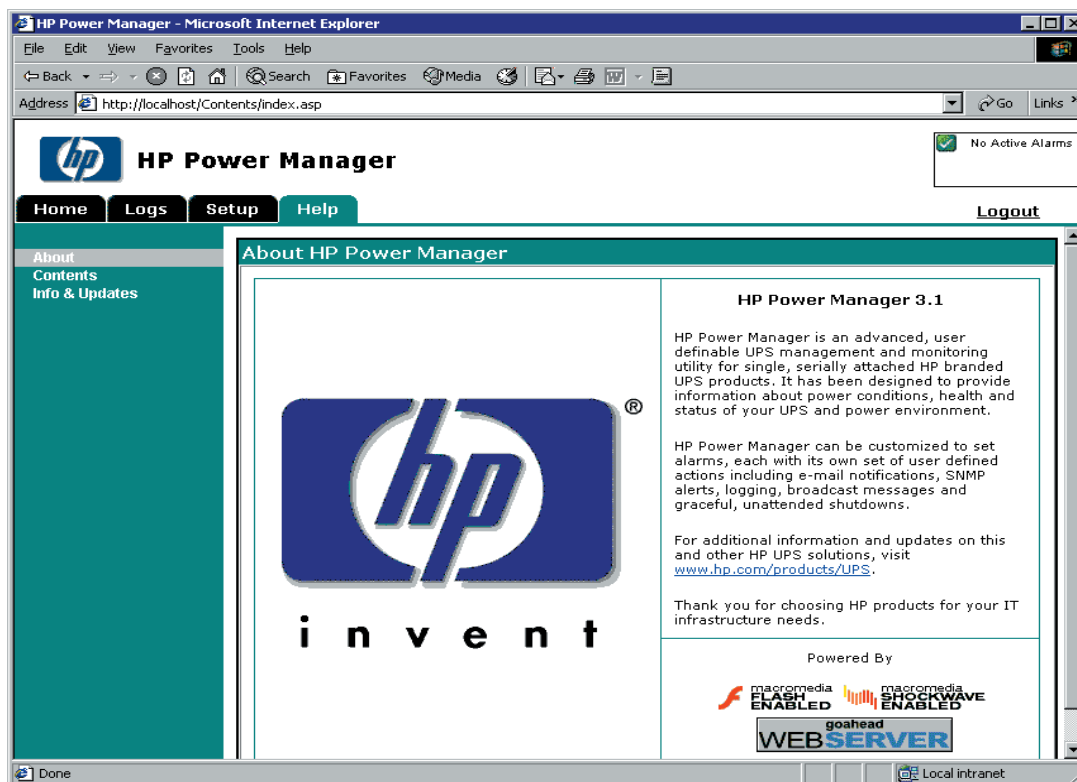 HP Power Manager - Microsoft Internet Explorer
File Edit View Favorites Tools Help
Back Search Favorites Media
Address http://localhost/Contents/index.asp Go Links »
hp HP Power Manager
No Active Alarms
Home Logs Setup Help
Logout
About
Contents
Info & Updates
About HP Power Manager
hp ®
invent
HP Power Manager 3.1
HP Power Manager is an advanced, user
definable UPS management and monitoring
utility for single, serially attached HP branded
UPS products. It has been designed to provide
information about power conditions, health and
status of your UPS and power environment.
HP Power Manager can be customized to set
alarms, each with its own set of user defined
actions including e-mail notifications, SNMP
alerts, logging, broadcast messages and
graceful, unattended shutdowns.
For additional information and updates on this
and other HP UPS solutions, visit
www.hp.com/products/UPS.
Thank you for choosing HP products for your IT
infrastructure needs.
Powered By
macromedia FLASH ENABLED
macromedia SHOCKWAVE ENABLED
goahead
WEBSERVER
Done
Local intranet